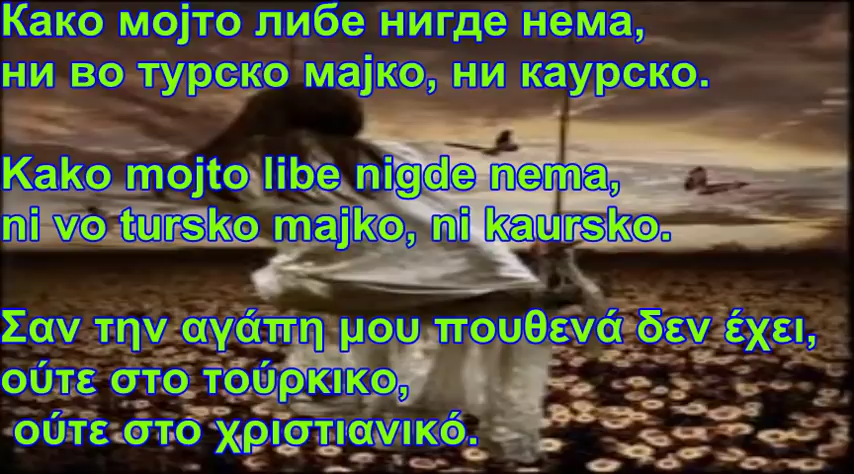 Како мојто либе нигде нема,
ни во турско мајко, ни каурско.
Kako mojto libe nigde nema,
ni vo tursko majko, ni kaursko.
Σαν την αγάπη μου πουθενά δεν έχει,
ούτε στο τούρκικο,
ούτε στο χριστιανικό.